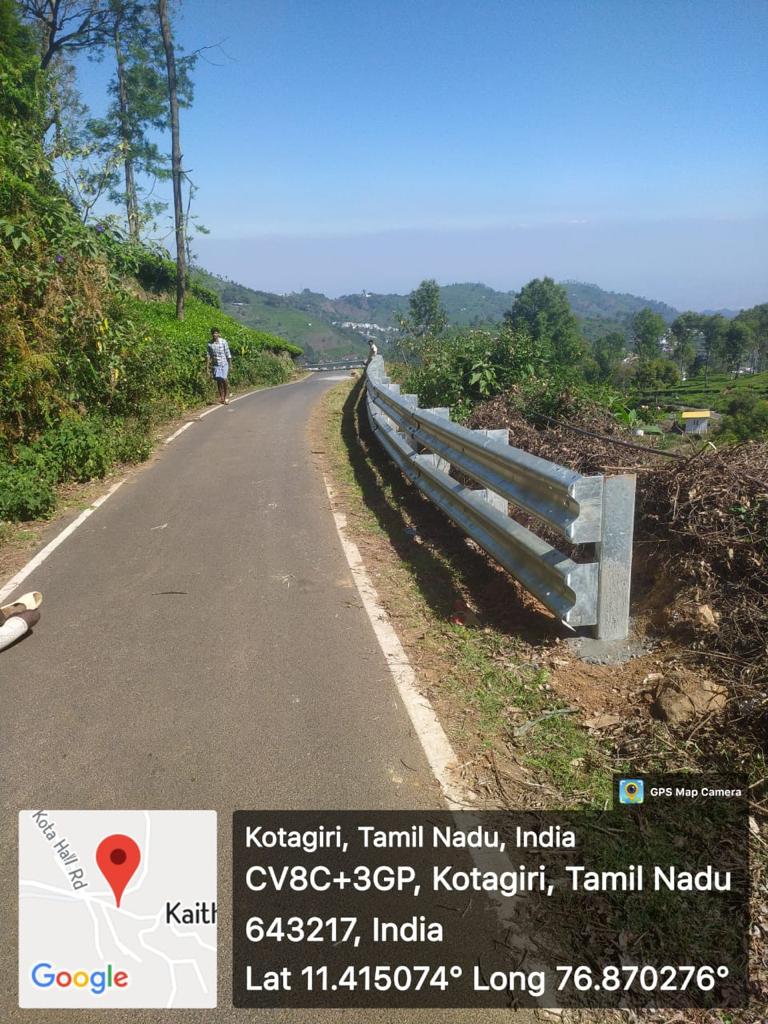 GPS Map Camera
Kota Hall Rd
Google
Kotagiri, Tamil Nadu, India
CV8C+3GP, Kotagiri, Tamil Nadu
643217, India
Lat 11.415074° Long 76.870276°